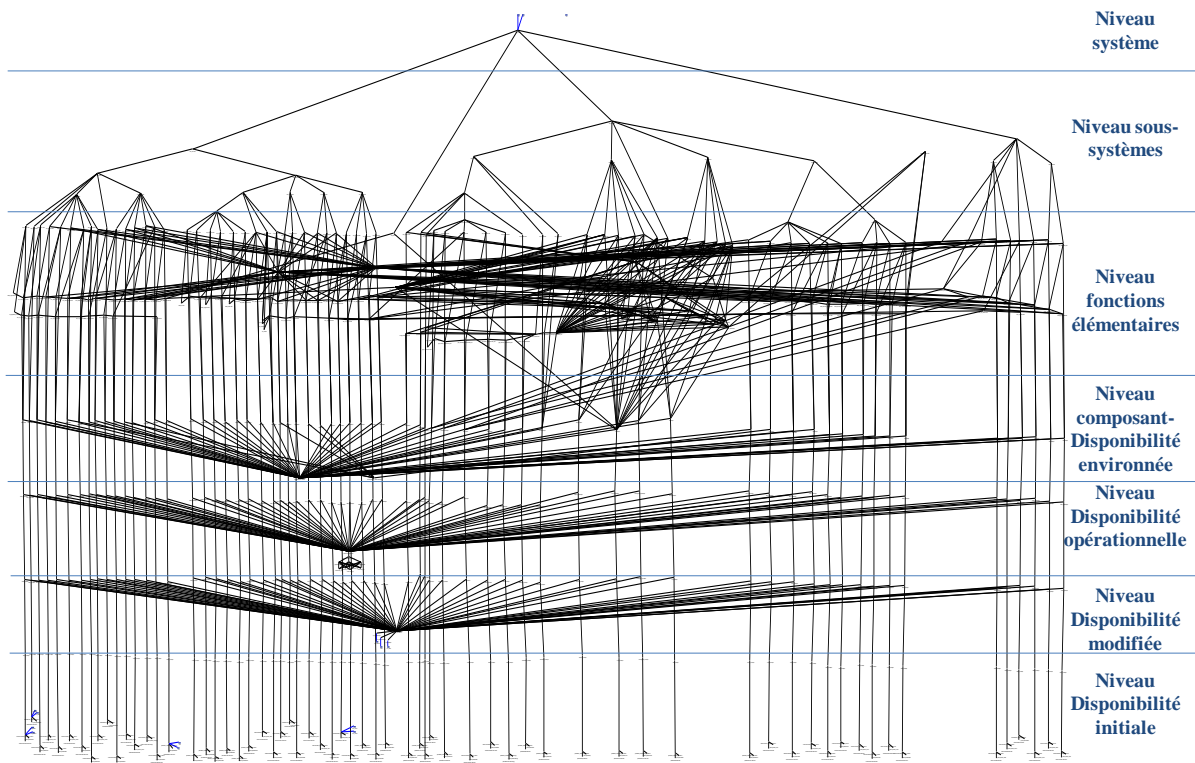 Niveau
système
Niveau sous-
systèmes
Niveau
fonctions
élémentaires
Niveau
composant-
Disponibilité
environnée
Niveau
Disponibilité
opérationnelle
Niveau
Disponibilité
modifiée
Niveau
Disponibilité
initiale